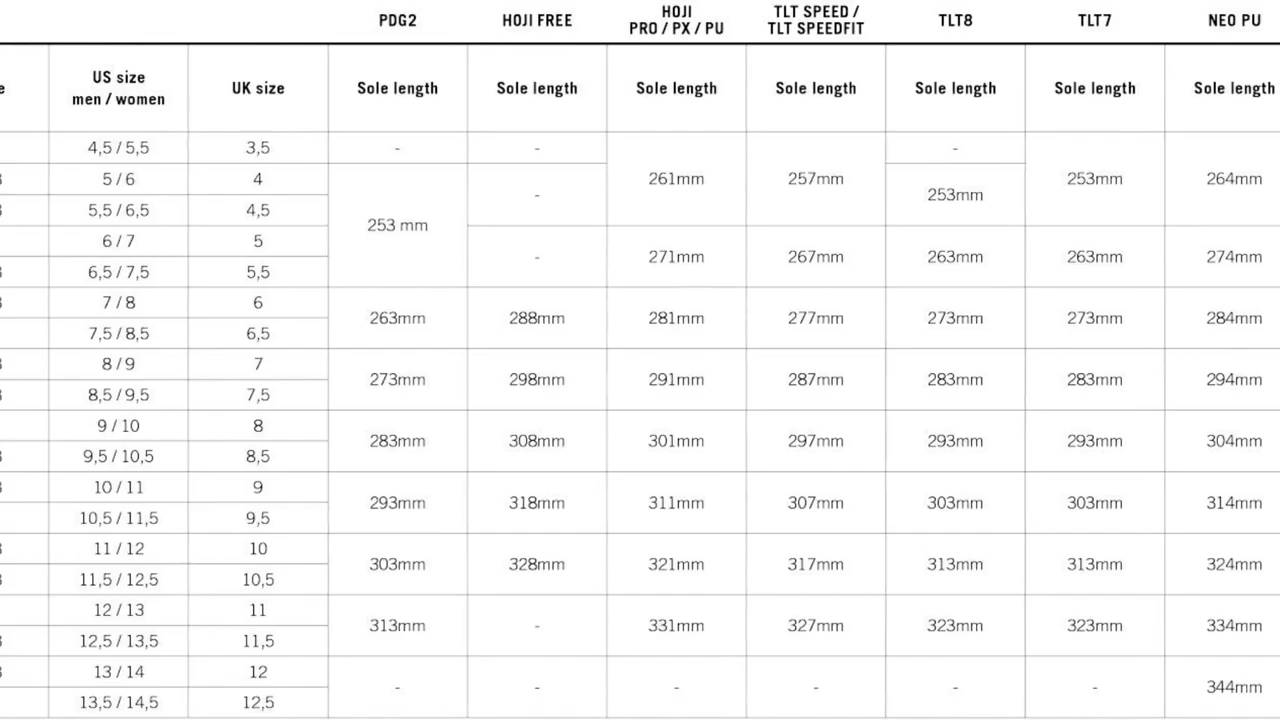 PDG2 HOJI FREE HOJI PRO / PX / PU TLT SPEED / TLT SPEEDFIT TLT8 TLT7 NEO PU
US size men / women UK size Sole length Sole length Sole length Sole length Sole length Sole length Sole length
4,5 / 5,5 3,5 - - 261mm 257mm - 253mm 264mm
5 / 6 4 253 mm - 253mm
5,5 / 6,5 4,5
6 / 7 5 - 271mm 267mm 263mm 263mm 274mm
6,5 / 7,5 5,5
7 / 8 6 263mm 288mm 281mm 277mm 273mm 273mm 284mm
7,5 / 8,5 6,5
8 / 9 7 273mm 298mm 291mm 287mm 283mm 283mm 294mm
8,5 / 9,5 7,5
9 / 10 8 283mm 308mm 301mm 297mm 293mm 293mm 304mm
9,5 / 10,5 8,5
10 / 11 9 293mm 318mm 311mm 307mm 303mm 303mm 314mm
10,5 / 11,5 9,5
11 / 12 10 303mm 328mm 321mm 317mm 313mm 313mm 324mm
11,5 / 12,5 10,5
12 / 13 11 313mm - 331mm 327mm 323mm 323mm 334mm
12,5 / 13,5 11,5
13 / 14 12 - - - - - - 344mm
13,5 / 14,5 12,5